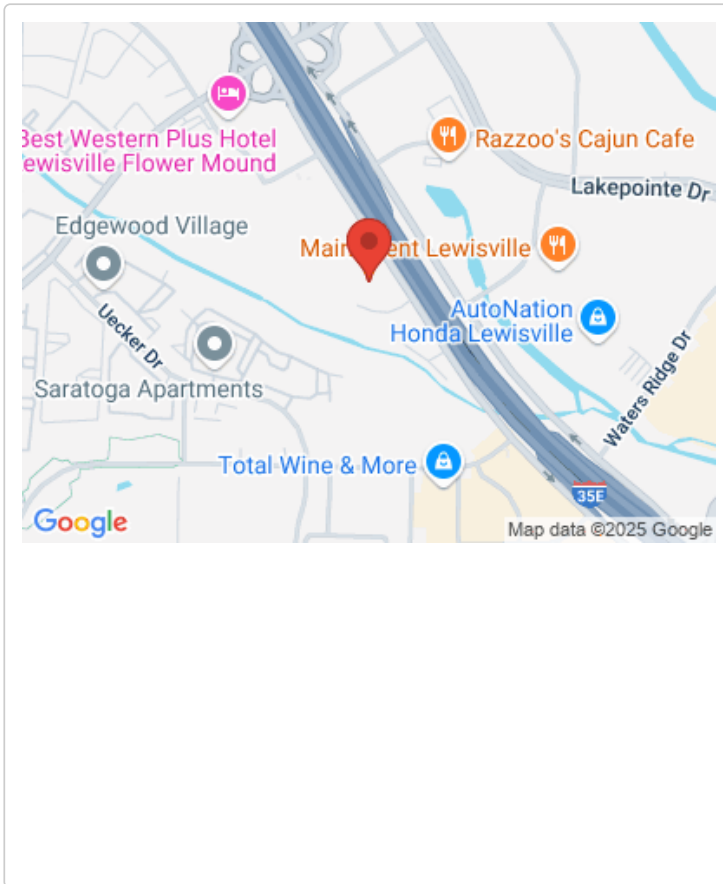 Best Western Plus Hotel
ewisville Flower Mound
Razzoo's Cajun Cafe
Lakepointe Dr
Edgewood Village
Main ent Lewisville
AutoNation
Honda Lewisville
Uecker Dr
Saratoga Apartments
Waters Ridge Dr
Total Wine & More
35E
Google
Map data ©2025 Google